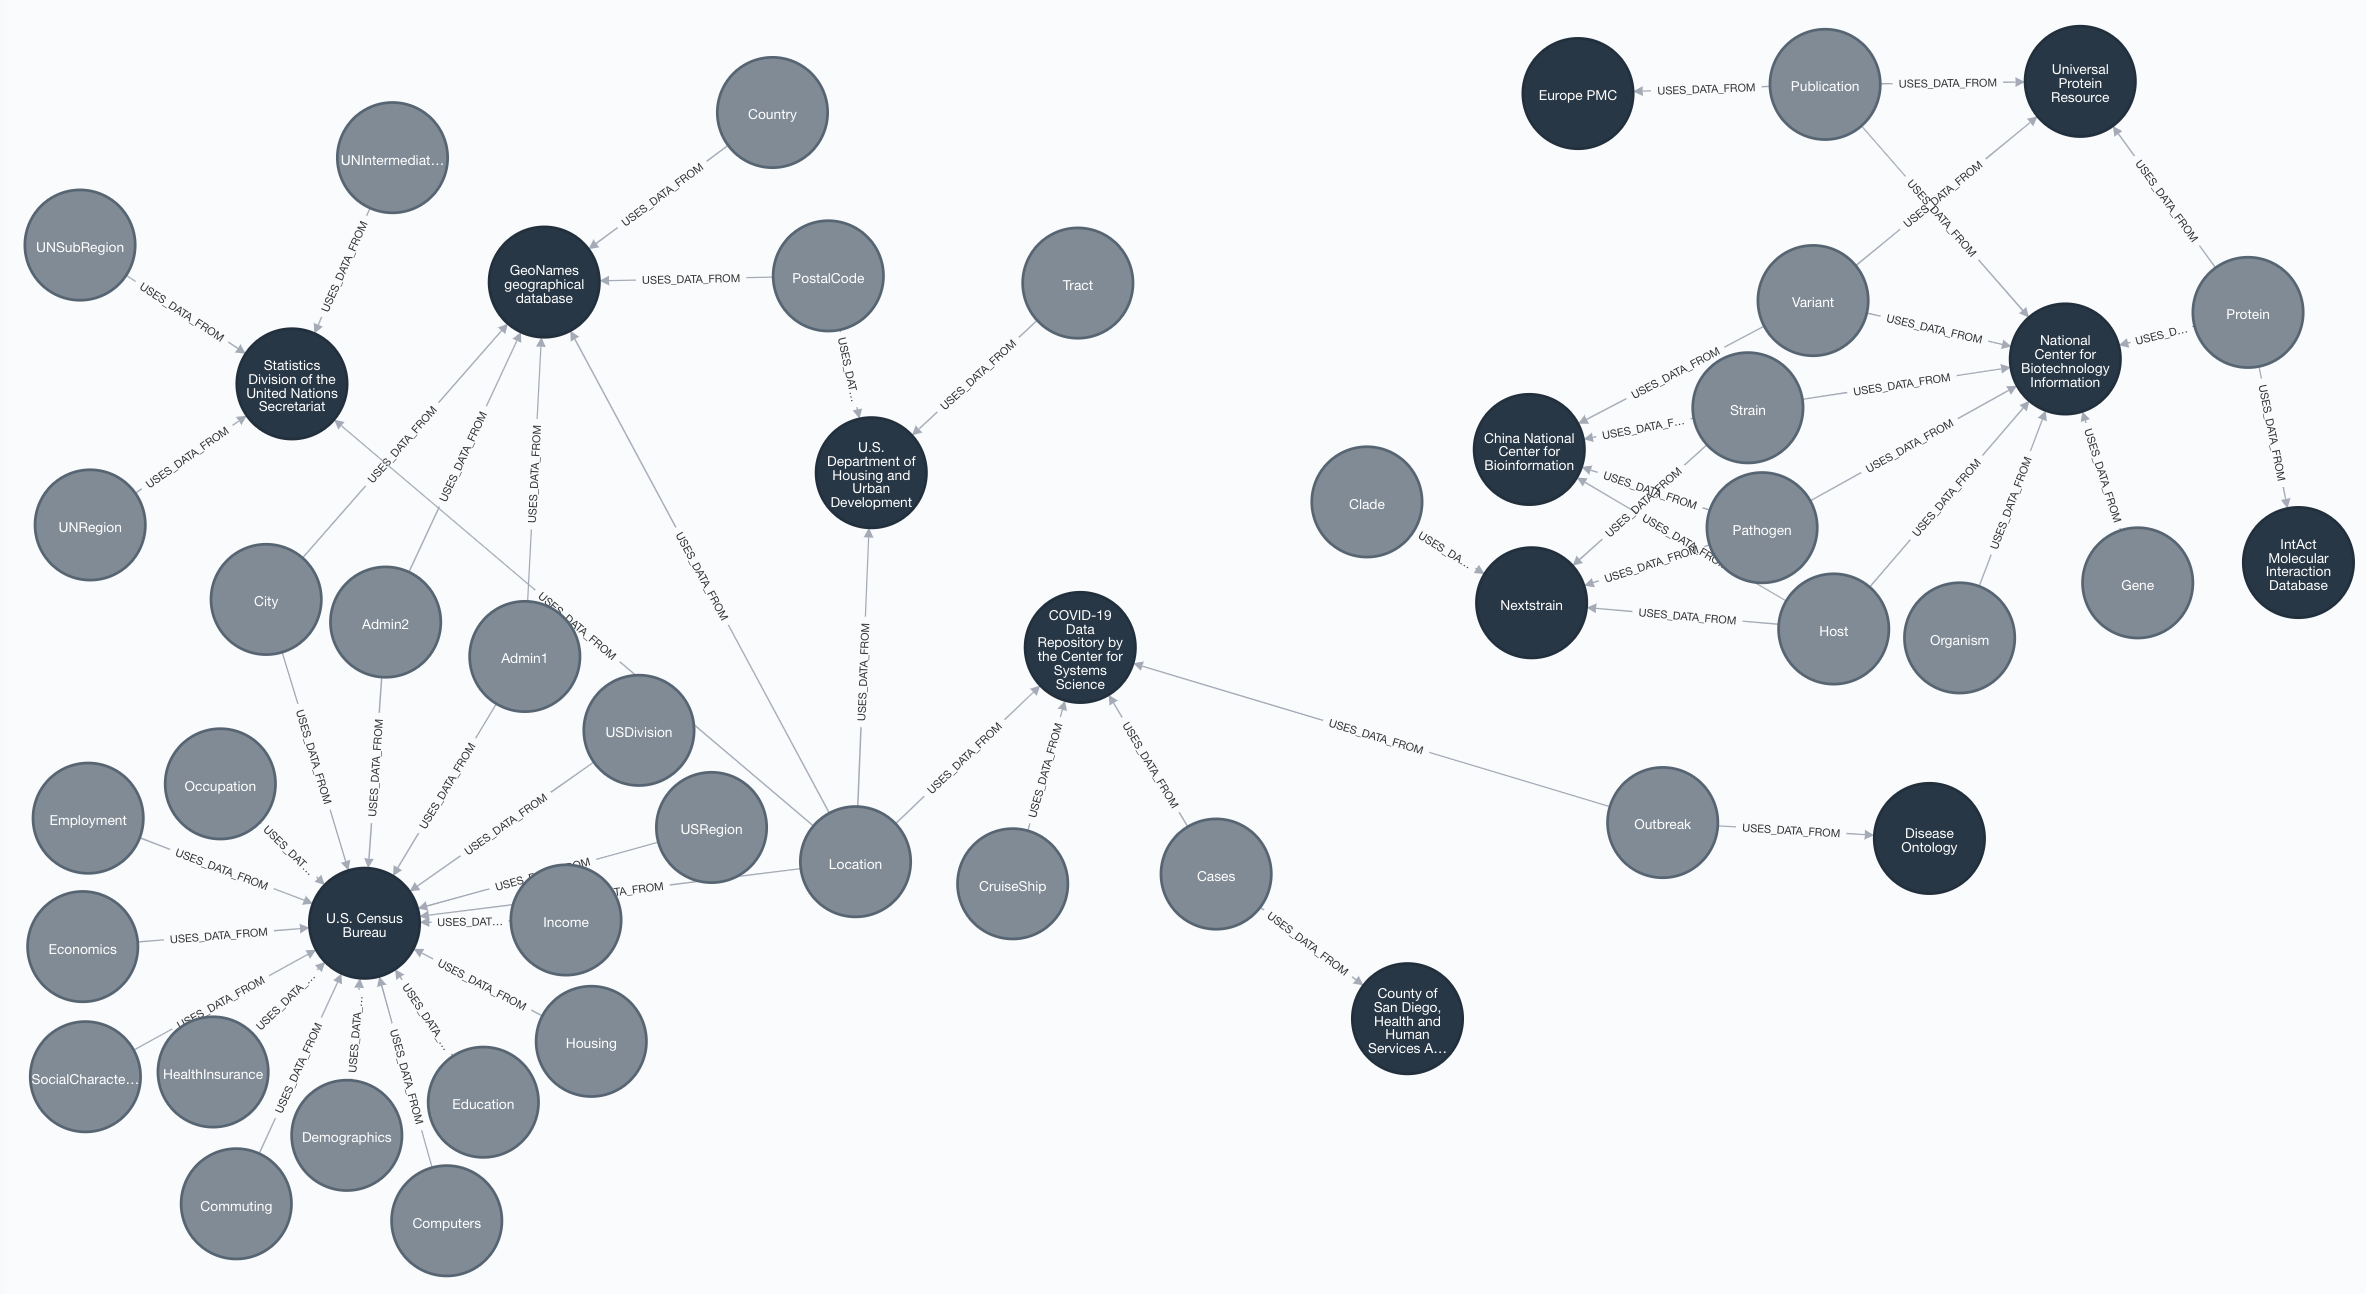 Country
USES_DATA_FROM
UNIntermediat…
USES_DATA_FROM
UNSubRegion
USES_DATA_FROM
GeoNames
geographical
database
USES_DATA_FROM
PostalCode
USES_DAT…
Tract
USES_DATA_FROM
Statistics
Division of the
United Nations
Secretariat
USES_DATA_FROM
UNRegion
USES_DATA_FROM
USES_DATA_FROM
USES_DATA_FROM
USES_DATA_FROM
USES_DATA_FROM
U.S.
Department of
Housing and
Urban
Development
USES_DATA_FROM
City
Admin2
Admin1
USES_DATA_FROM
USES_DATA_FROM
USES_DATA_FROM
USDivision
USES_DATA_FROM
USRegion
Location
Occupation
USES_DAT…
Employment
USES_DATA_FROM
Economics
USES_DATA_FROM
U.S. Census
Bureau
USES_DAT…
Income
SocialCharacte…
USES_DATA_FROM
HealthInsurance
USES_DATA_…
Commuting
USES_DATA_FROM
Demographics
USES_DATA_…
Computers
USES_DATA_FROM
Education
USES_DATA_…
Housing
USES_DATA_FROM
COVID-19
Data
Repository by
the Center for
Systems
Science
USES_DATA_FROM
USES_DATA_FROM
CruiseShip
USES_DATA_FROM
Cases
USES_DATA_FROM
County of
San Diego,
Health and
Human
Services A…
USES_DATA_FROM
Outbreak
USES_DATA_FROM
Disease
Ontology
Europe PMC
USES_DATA_FROM
Publication
USES_DATA_FROM
Universal
Protein
Resource
USES_DATA_FROM
USES_DATA_FROM
USES_DATA_FROM
Variant
USES_DATA_FROM
USES_DATA_FROM
National
Center for
Biotechnology
Information
USES_D…
Protein
USES_DATA_FROM
IntAct
Molecular
Interaction
Database
Strain
USES_DATA_FROM
USES_DATA_F…
USES_DATA_FROM
China National
Center for
Bioinformation
USES_DATA_FROM
Pathogen
USES_DATA_FROM
USES_DATA_FROM
Clade
USES_DA…
Nextstrain
USES_DATA_FROM
Host
USES_DATA_FROM
Organism
USES_DATA_FROM
Gene
USES_DATA_FROM